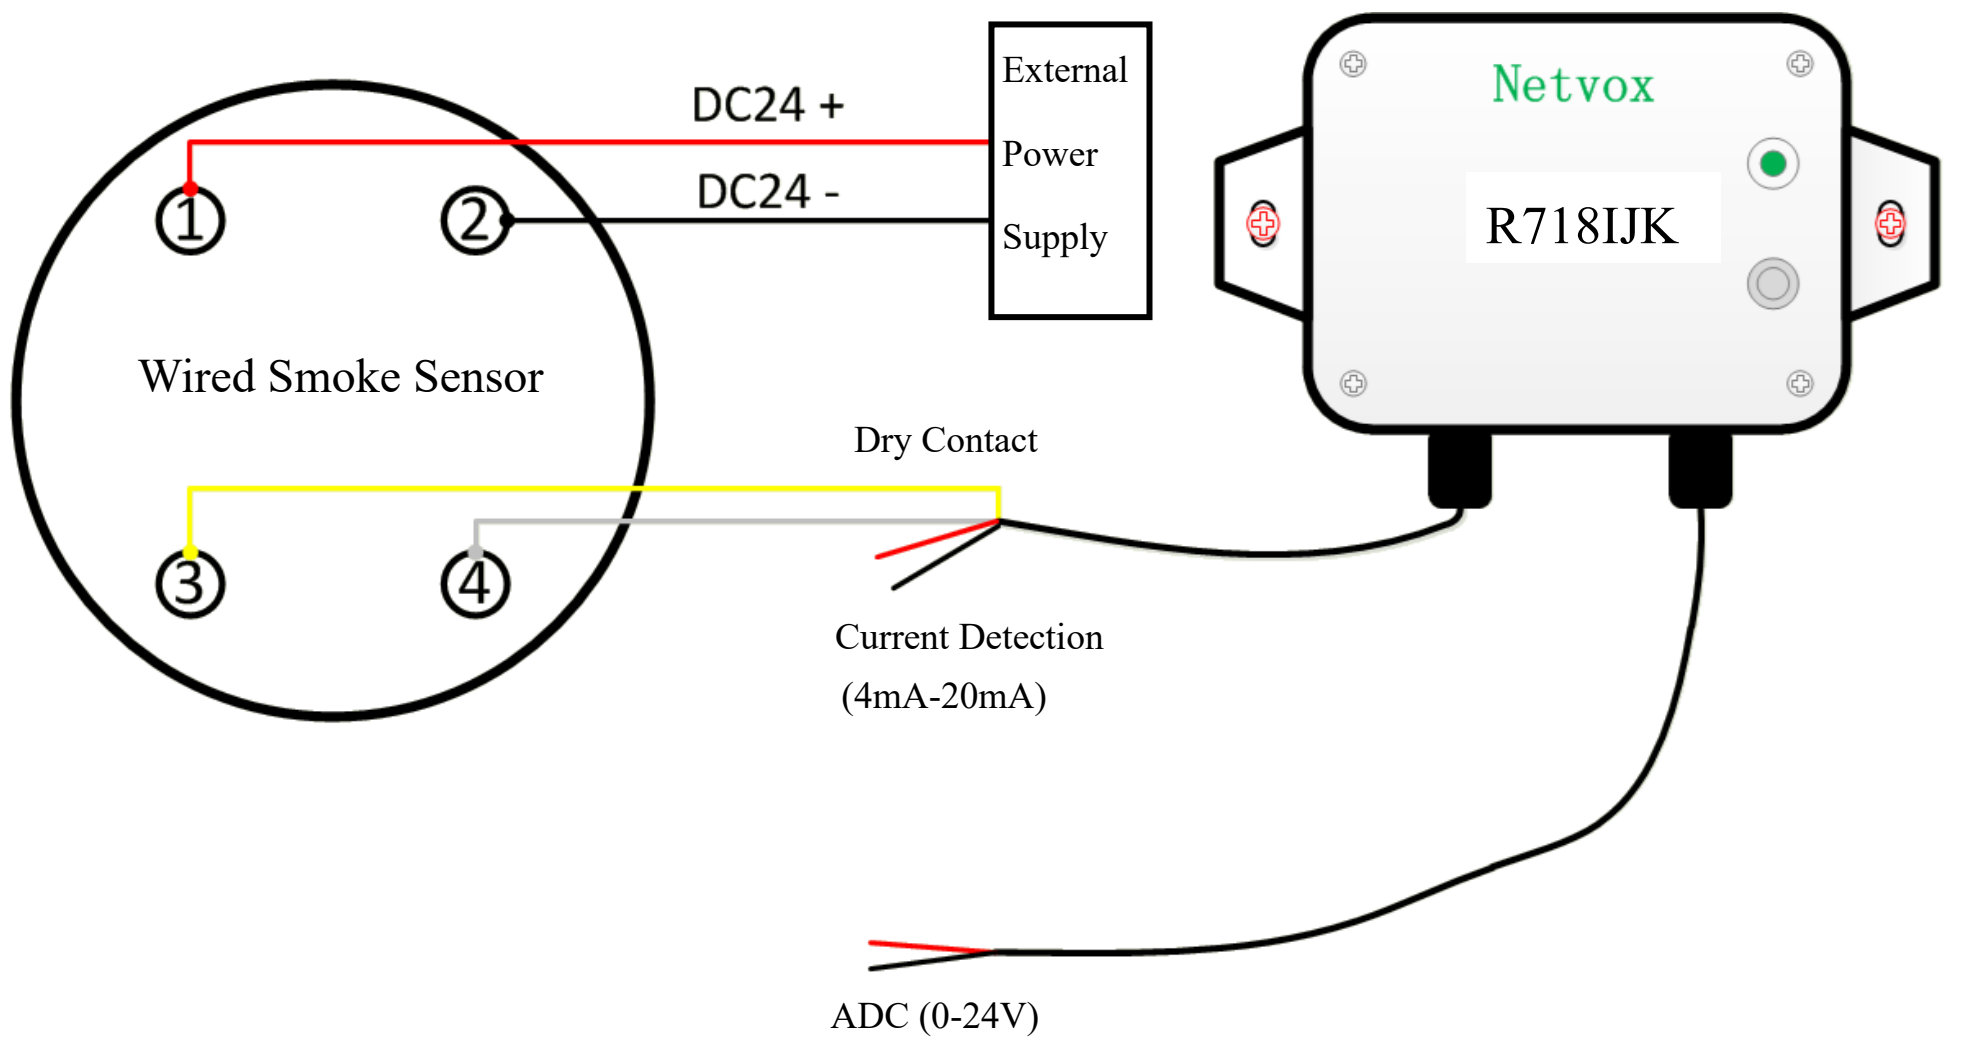 DC24 +
DC24 -
External
Power
Supply
Netvox
R718IJK
1
2
Wired Smoke Sensor
Dry Contact
3
4
Current Detection
(4mA-20mA)
ADC (0-24V)